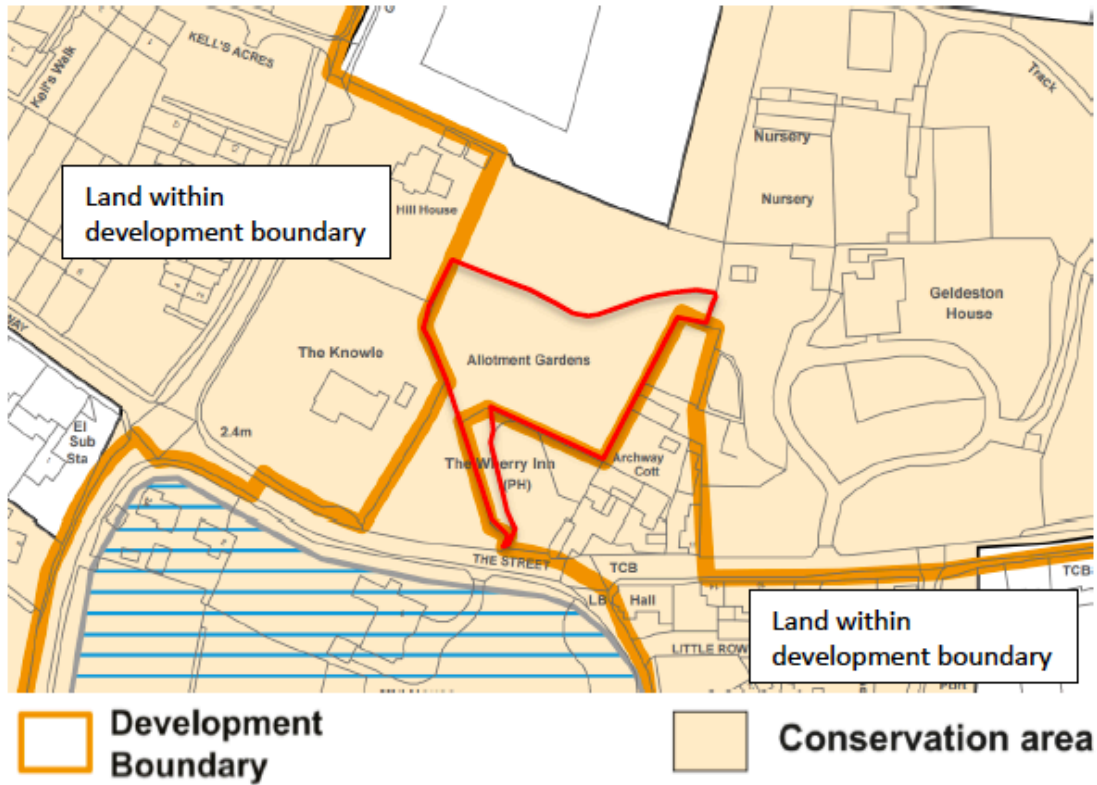 KELL'S ACRES
Kell's Walk
Track
Nursery
Nursery
Land within
development boundary
Hill House
Geldeston
House
The Knowle
Allotment Gardens
WAY
El
Sub
Sta
2.4m
The Wherry Inn
(PH)
Archway
Cott
THE STREET
TCB
TCB
LB
Hall
LITTLE ROW
Land within
development boundary
Development
Boundary
Conservation area